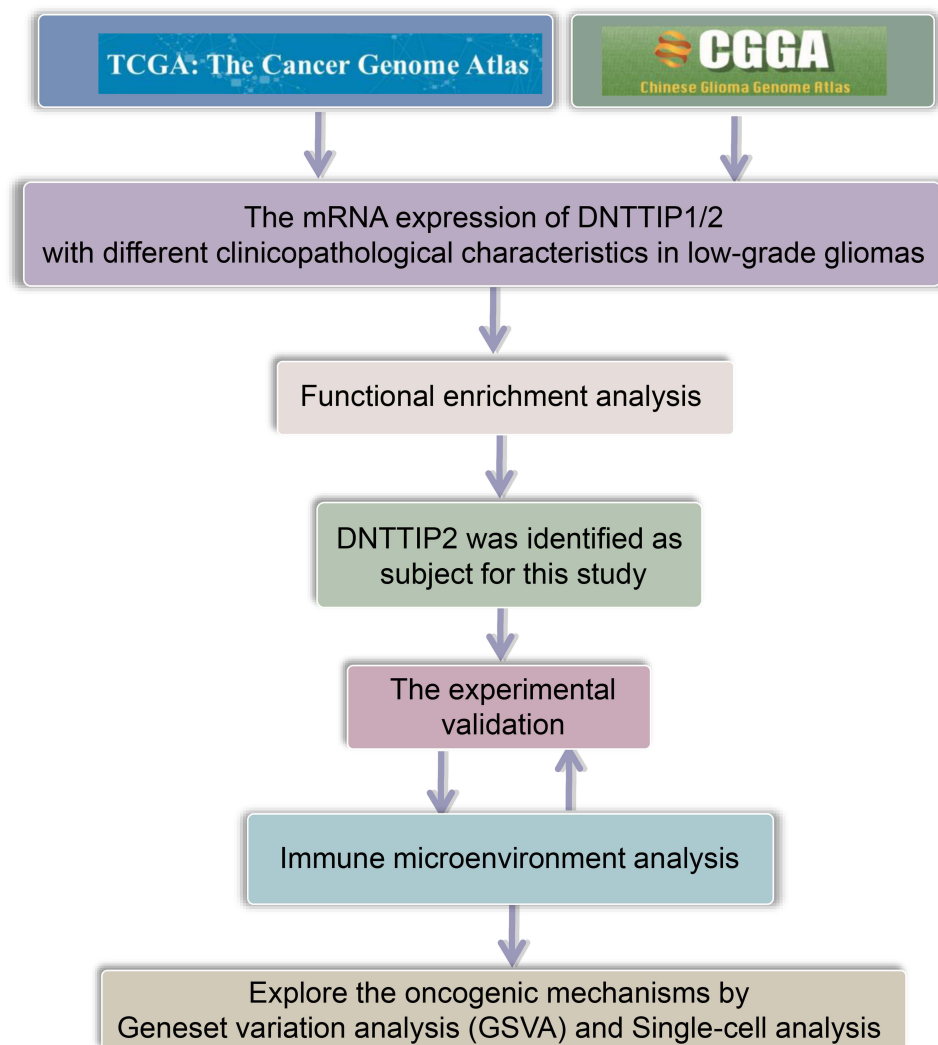 TCGA: The Cancer Genome Atlas
CGGA
Chinese Glioma Genome Atlas
The mRNA expression of DNTTIP1/2
with different clinicopathological characteristics in low-grade gliomas
Functional enrichment analysis
DNTTIP2 was identified as
subject for this study
The experimental
validation
Immune microenvironment analysis
Explore the oncogenic mechanisms by
Geneset variation analysis (GSVA) and Single-cell analysis